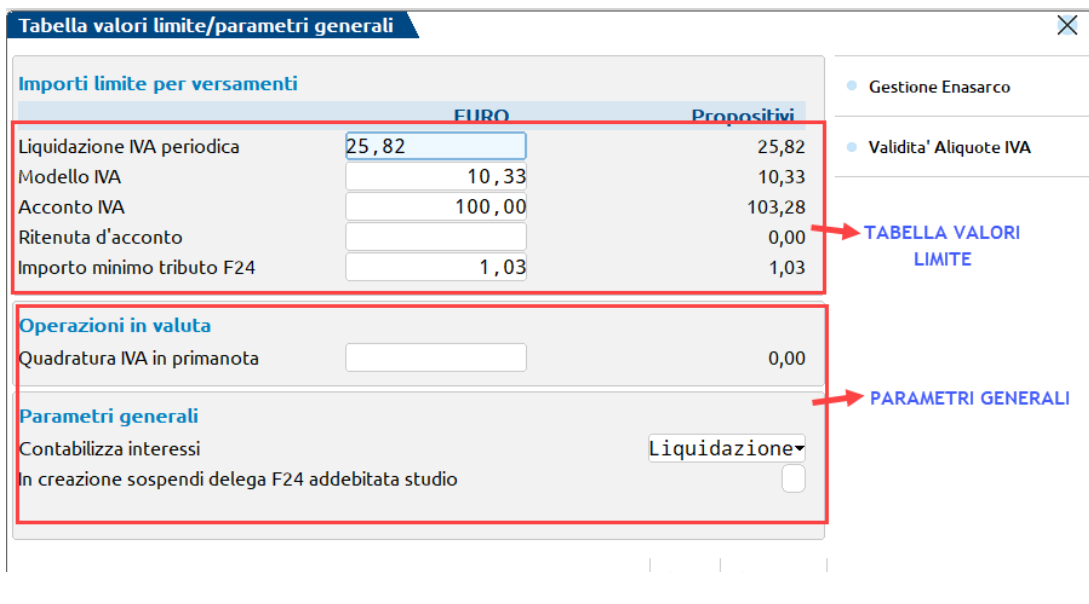 Tabella valori limite/parametri generali
Importi limite per versamenti
EURO Propositivi
Liquidazione IVA periodica 25,82 25,82
Modello IVA 10,33 10,33
Acconto IVA 100,00 103,28
Ritenuta d'acconto 0,00
Importo minimo tributo F24 1,03 1,03
Operazioni in valuta
Quadratura IVA in primanota 0,00
Parametri generali
Contabilizza interessi Liquidazione
In creazione sospendi delega F24 addebitata studio
Gestione Enasarco
Validita' Aliquote IVA
TABELLA VALORI
LIMITE
PARAMETRI GENERALI